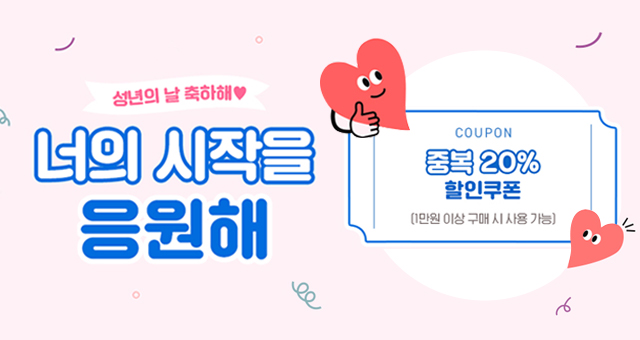 성년의 날 축하해♥
너의 시작을
응원해
COUPON
중복 20%
할인쿠폰
(1만원 이상 구매 시 사용 가능)